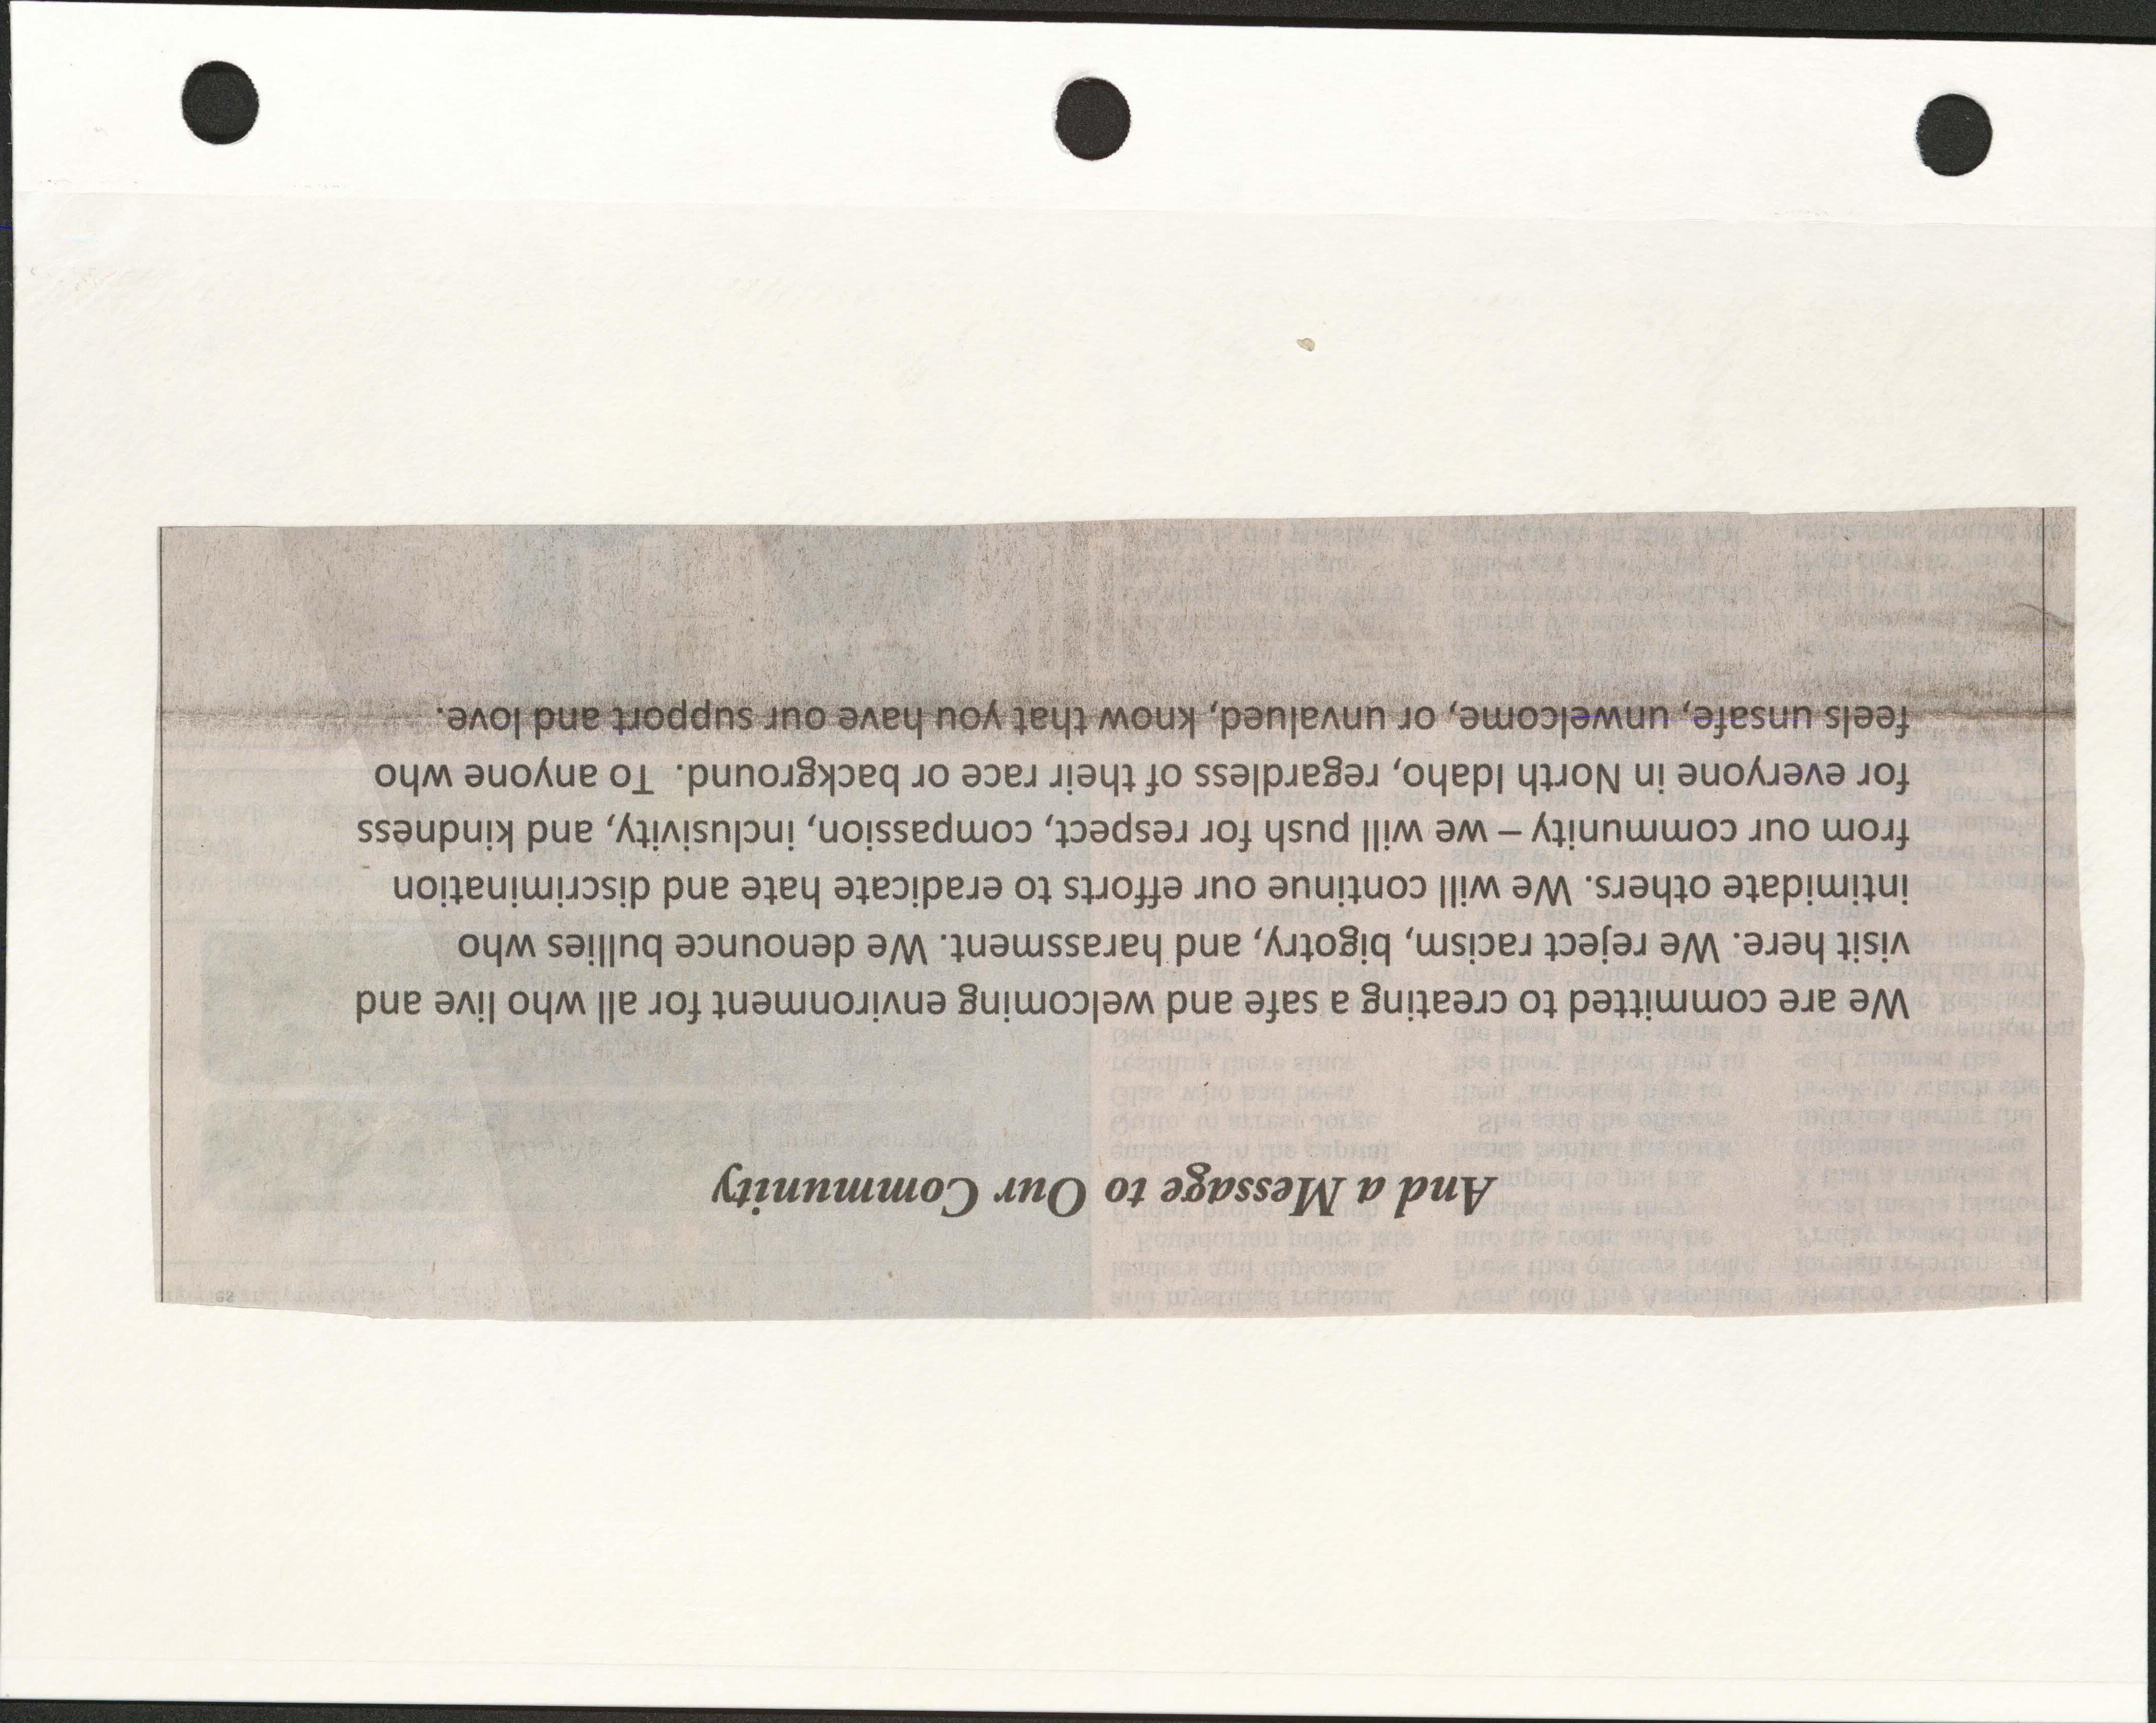 And a Message to Our Community
We are committed to creating a safe and welcoming environment for all who live and
visit here. We reject racism, bigotry, and harassment. We denounce bullies who
intimidate others. We will continue our efforts to eradicate hate and discrimination
from our community – we will push for respect, compassion, inclusivity, and kindness
for everyone in North Idaho, regardless of their race or background.  To anyone who
feels unsafe, unwelcome, or unvalued, know that you have our support and love.